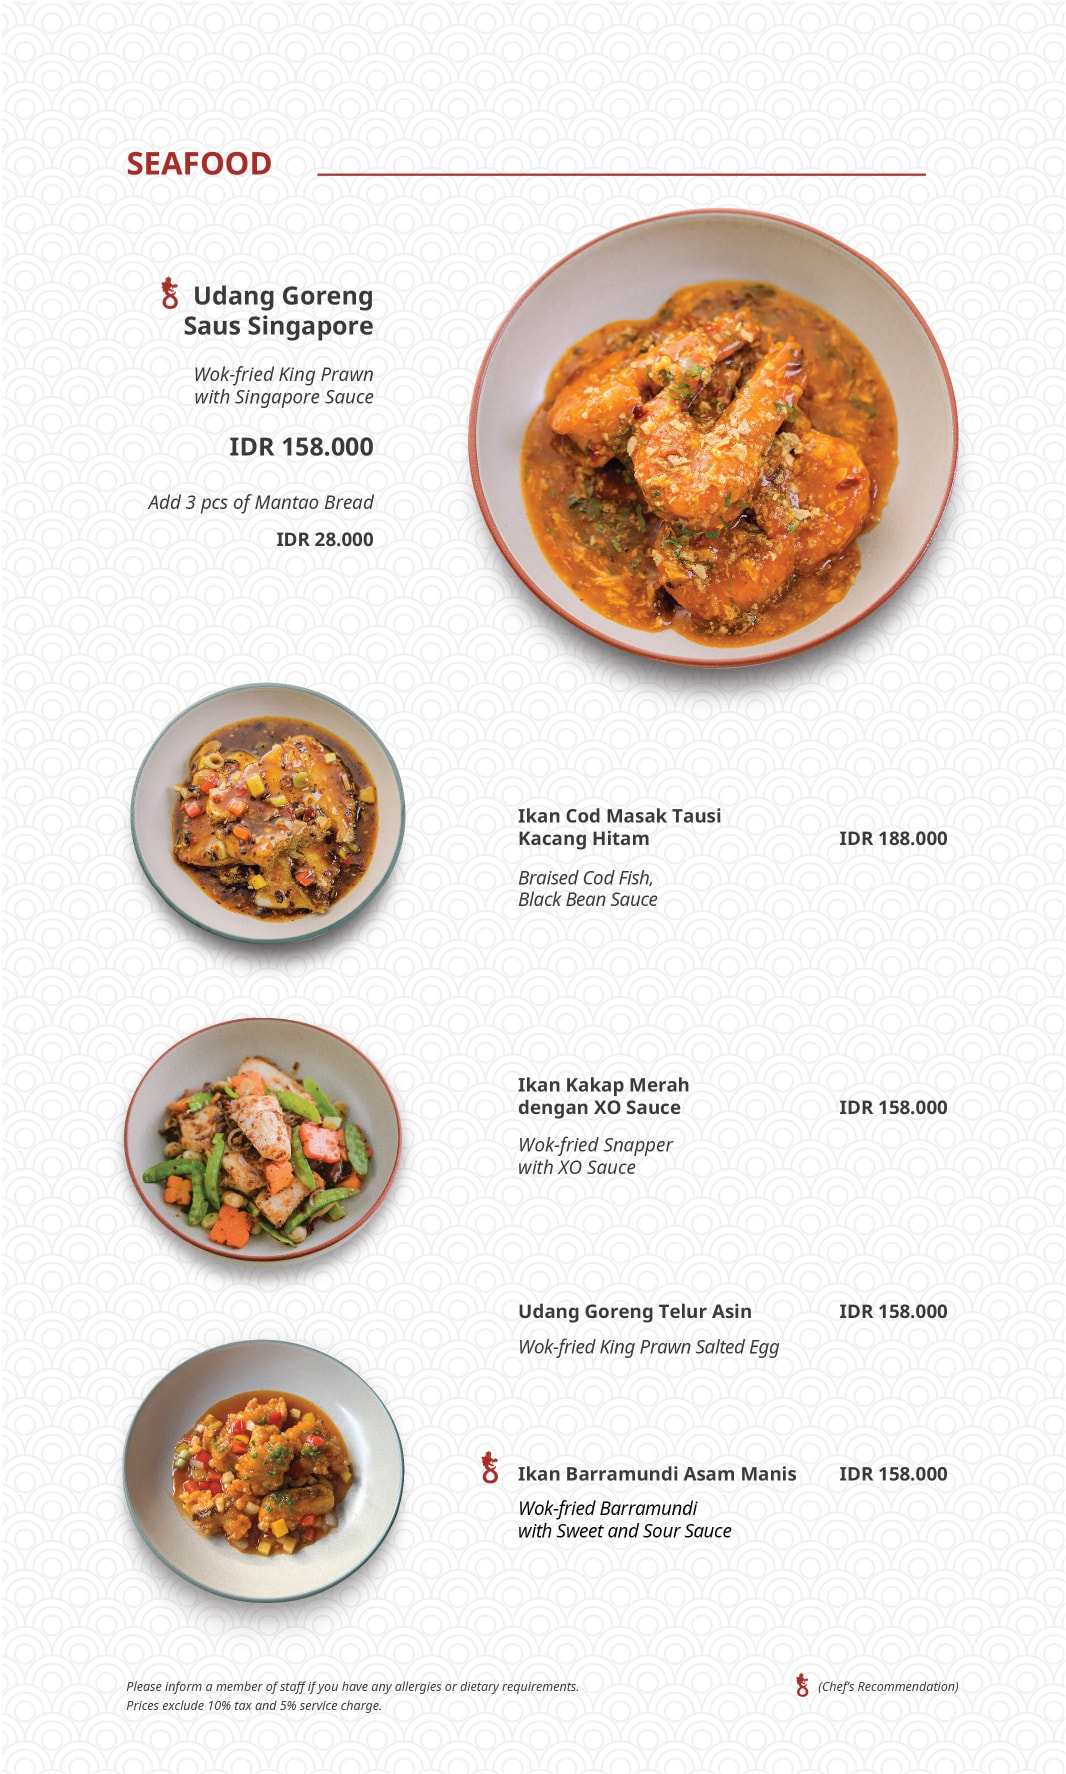 SEAFOOD
Udang Goreng
Saus Singapore
Wok-fried King Prawn
with Singapore Sauce
IDR 158.000
Add 3 pcs of Mantao Bread
IDR 28.000
Ikan Cod Masak Tausi
Kacang Hitam IDR 188.000
Braised Cod Fish,
Black Bean Sauce
Ikan Kakap Merah
dengan XO Sauce IDR 158.000
Wok-fried Snapper
with XO Sauce
Udang Goreng Telur Asin IDR 158.000
Wok-fried King Prawn Salted Egg
Ikan Barramundi Asam Manis IDR 158.000
Wok-fried Barramundi
with Sweet and Sour Sauce
Please inform a member of staff if you have any allergies or dietary requirements.
Prices exclude 10% tax and 5% service charge.
(Chef's Recommendation)